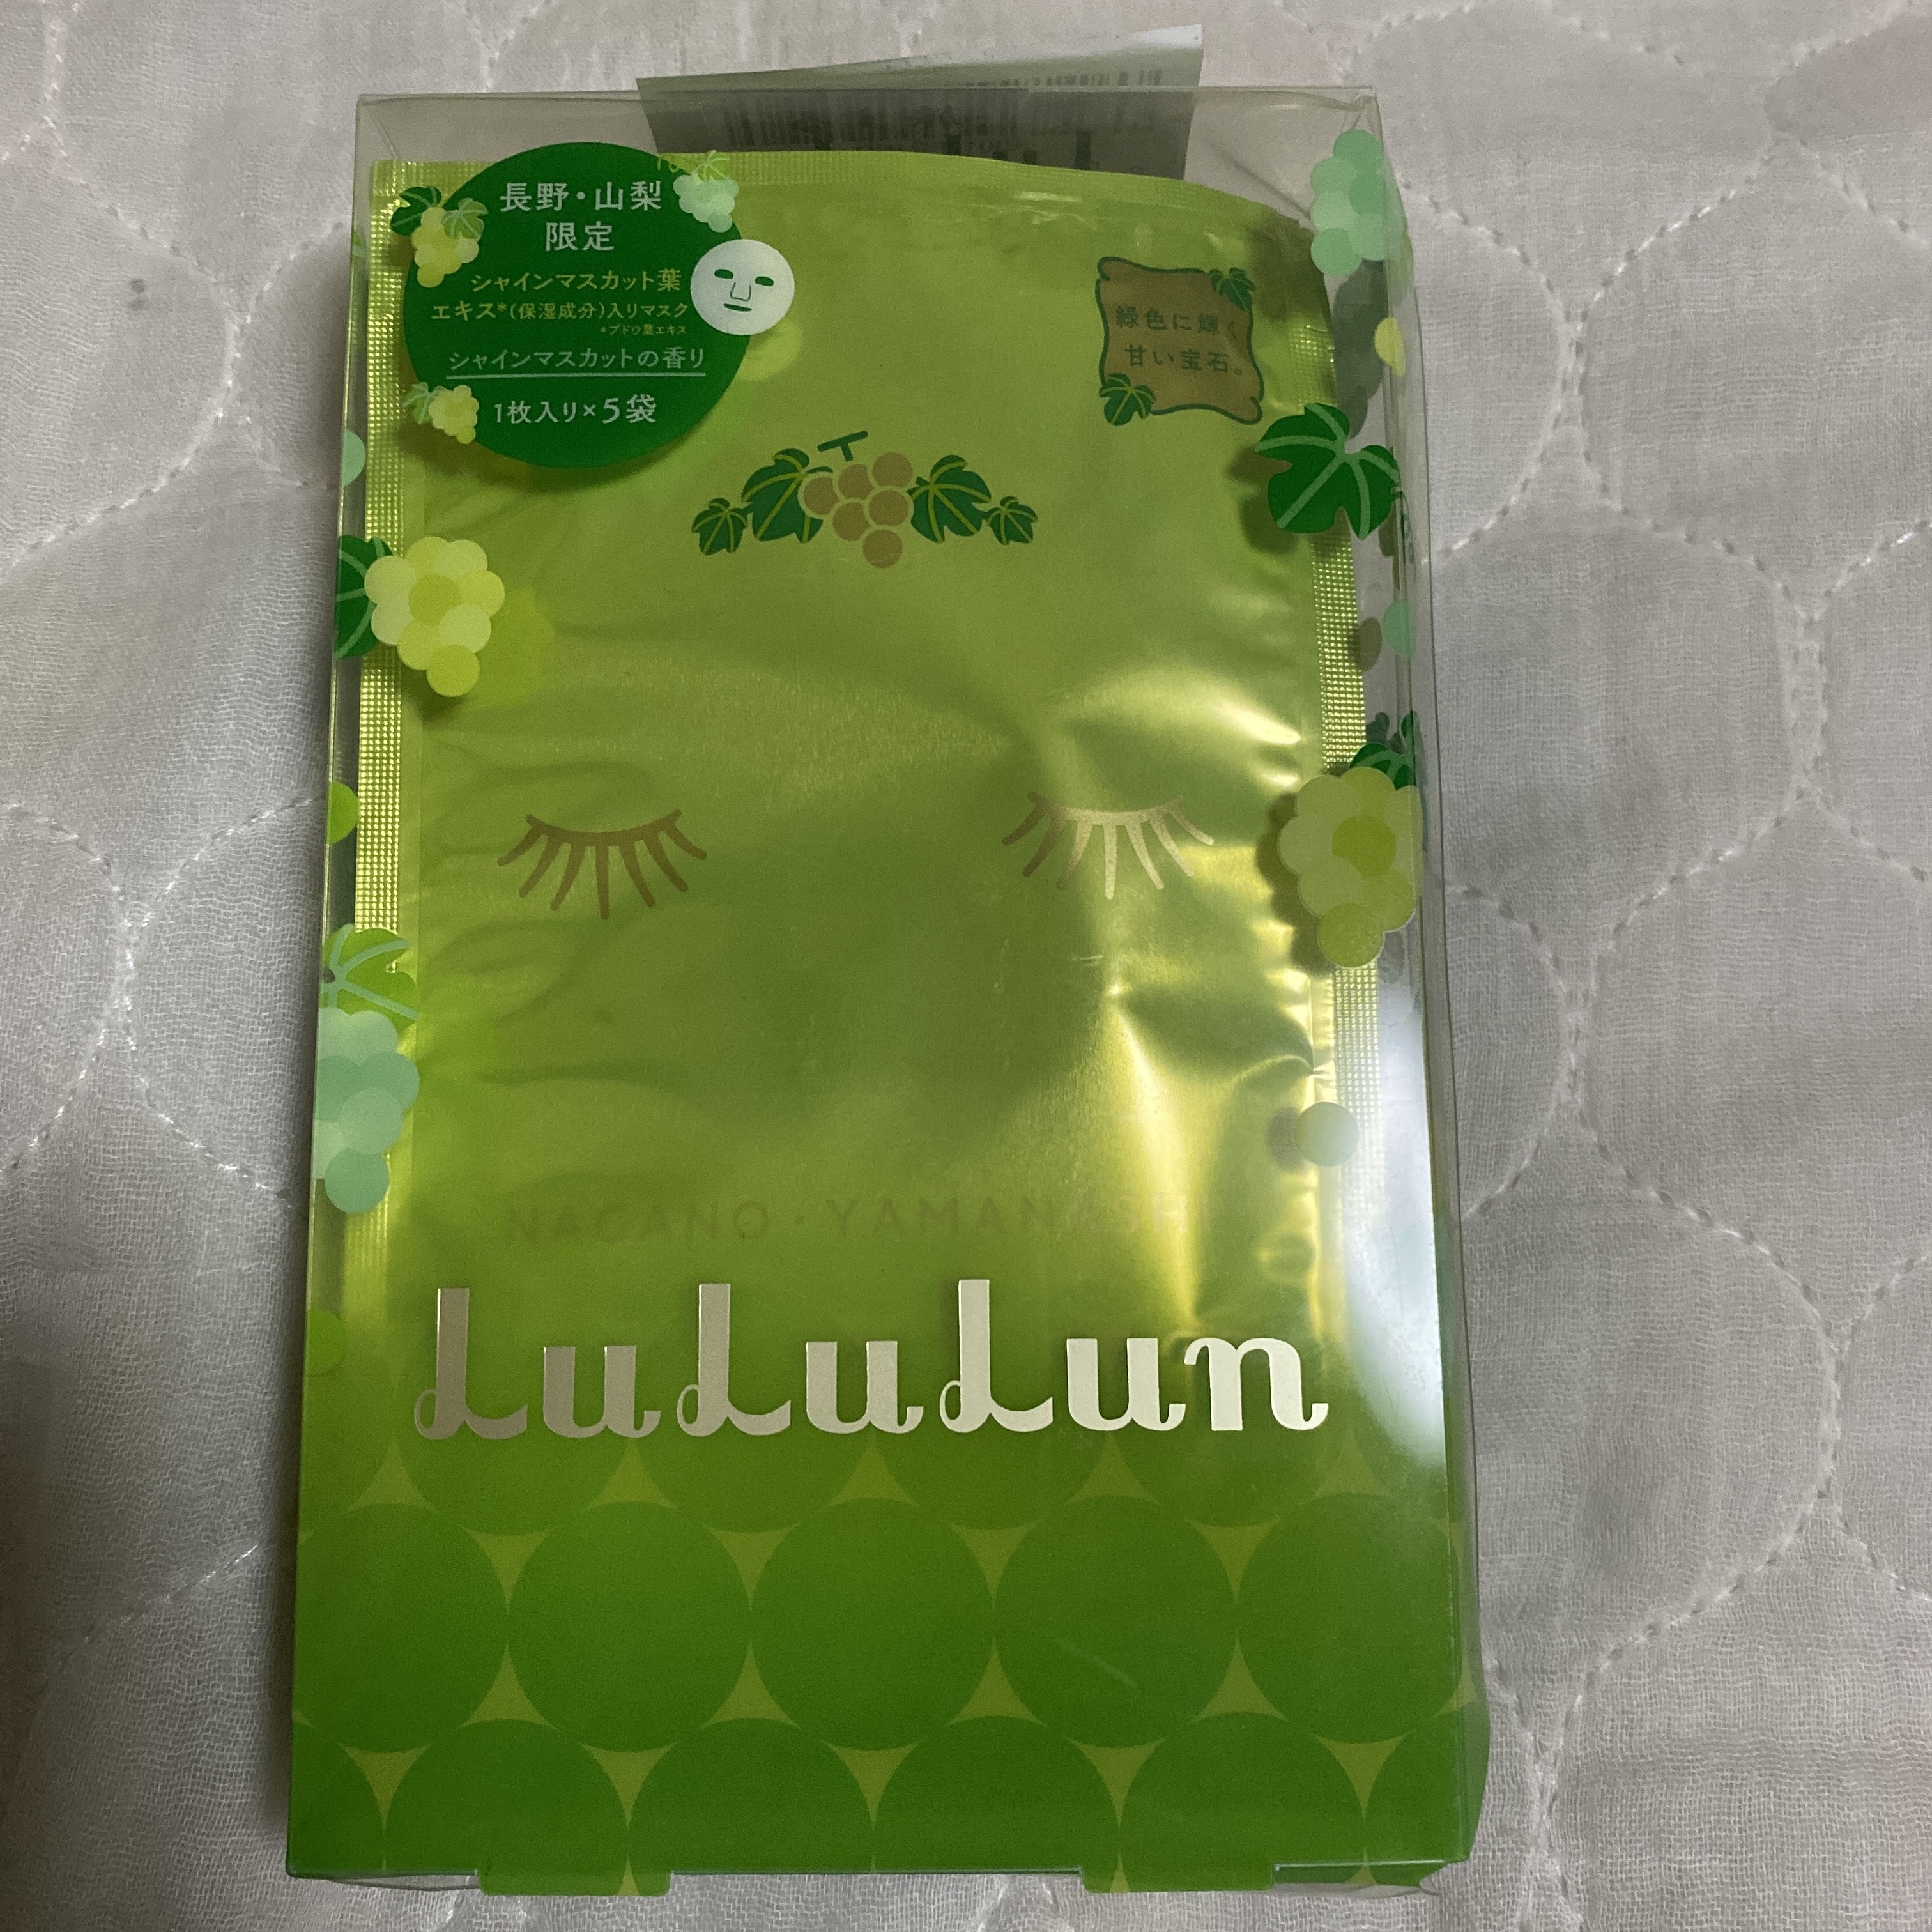 長野・山梨
限定
シャインマスカット葉
エキス*(保湿成分)入りマスク
*ブドウ葉エキス
シャインマスカットの香り
1枚入り×5袋
緑色に輝く
甘い宝石。
NAGANO・YAMANASHI
LuLuLun